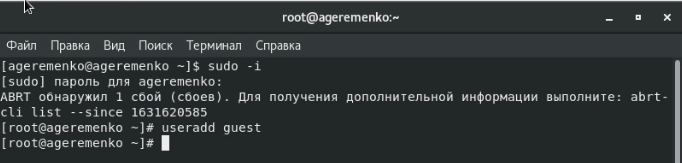 root@ageremenko:~
Файл Правка Вид Поиск Терминал Справка
[ageremenko@ageremenko ~]$ sudo -i
[sudo] пароль для ageremenko:
ABRT обнаружил 1 сбой (сбоев). Для получения дополнительной информации выполните: abrt-
cli list --since 1631620585
[root@ageremenko ~]# useradd guest
[root@ageremenko ~]#